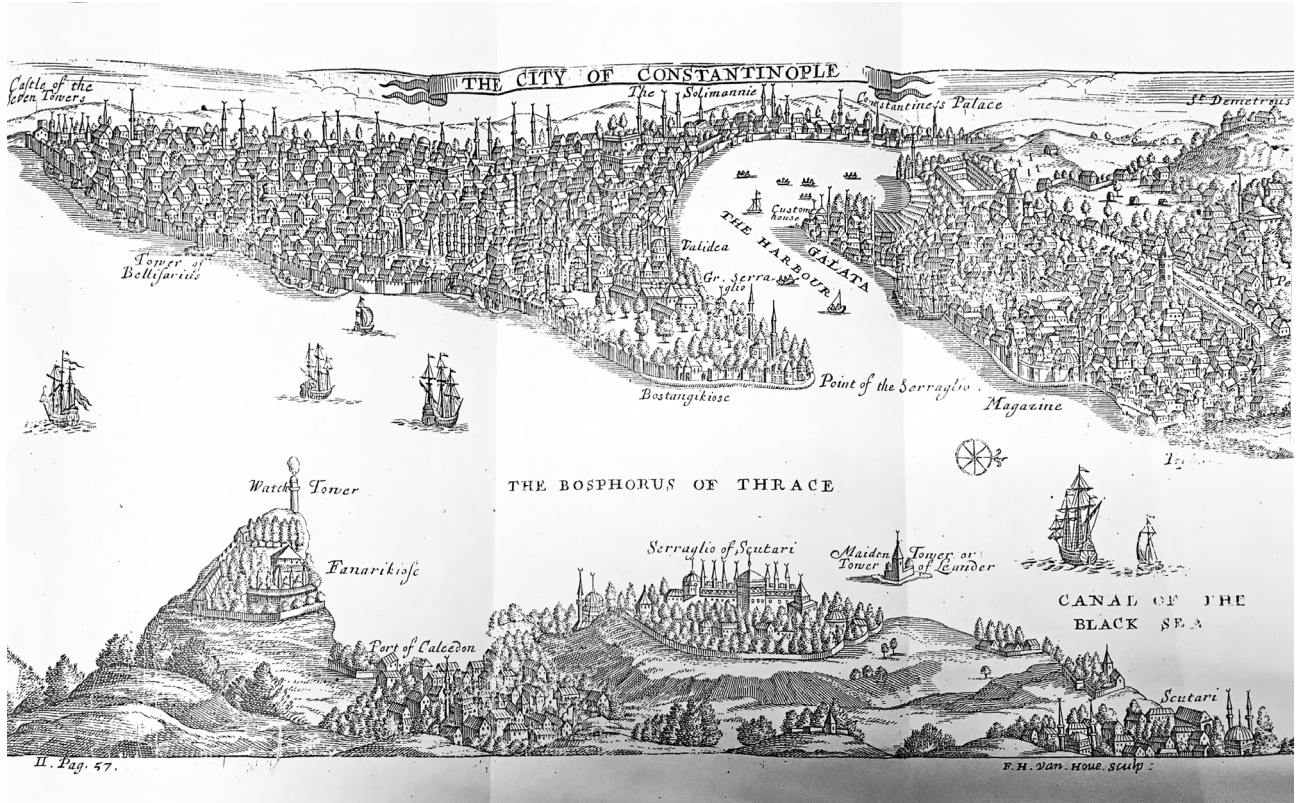 THE CITY OF CONSTANTINOPLE
Castle of the
Seven Towers
The Solimannie
Constantine's Palace
St Demetrous
Custom
house
THE HARBOUR
GALATA
Validea
Gr. Serra-
glio
Tower of
Bellisarius
Pe
Point of the Serraglio.
Bostangikiosc
Magazine
Watch Tower
THE BOSPHORUS OF THRACE
Fanarikiosc
Serraglio of Scutari
Maiden Tower or
Tower of Leander
CANAL OF THE
BLACK SEA
Port of Calcedon
Scutari
II. Pag. 57.
F. H. van. Houe. Sculp: